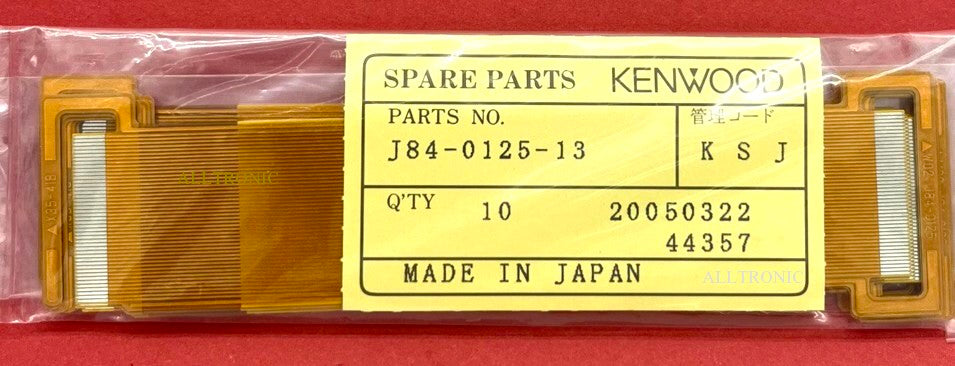 SPARE PARTS KENWOOD
PARTS NO.
管理コード
J84-0125-13
K S J
Q'TY 10 20050322
44357
MADE IN JAPAN
ALLTRONIC
ALLTRONIC